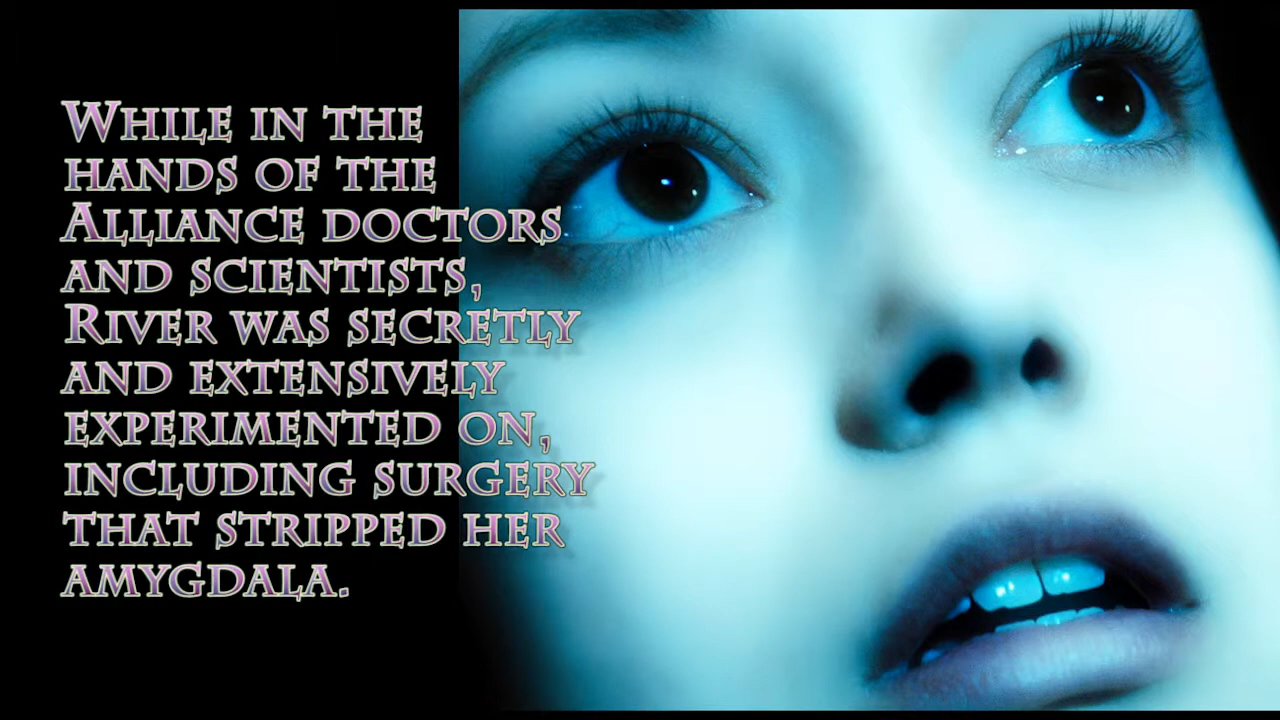 While in the
hands of the
Alliance doctors
and scientists,
River was secretly
and extensively
experimented on,
including surgery
that stripped her
amygdala.